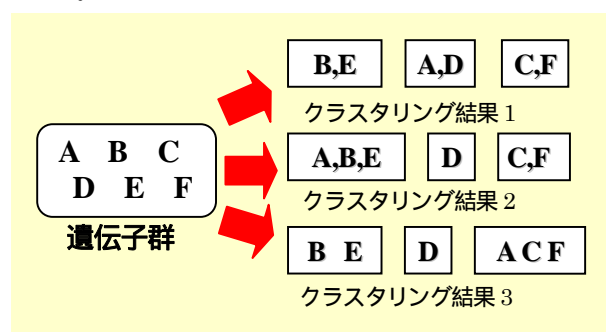 B,E
A,D
C,F
クラスタリング結果 1
A B C
D E F
遺伝子群
A,B,E
D
C,F
クラスタリング結果 2
B E
D
A C F
クラスタリング結果 3